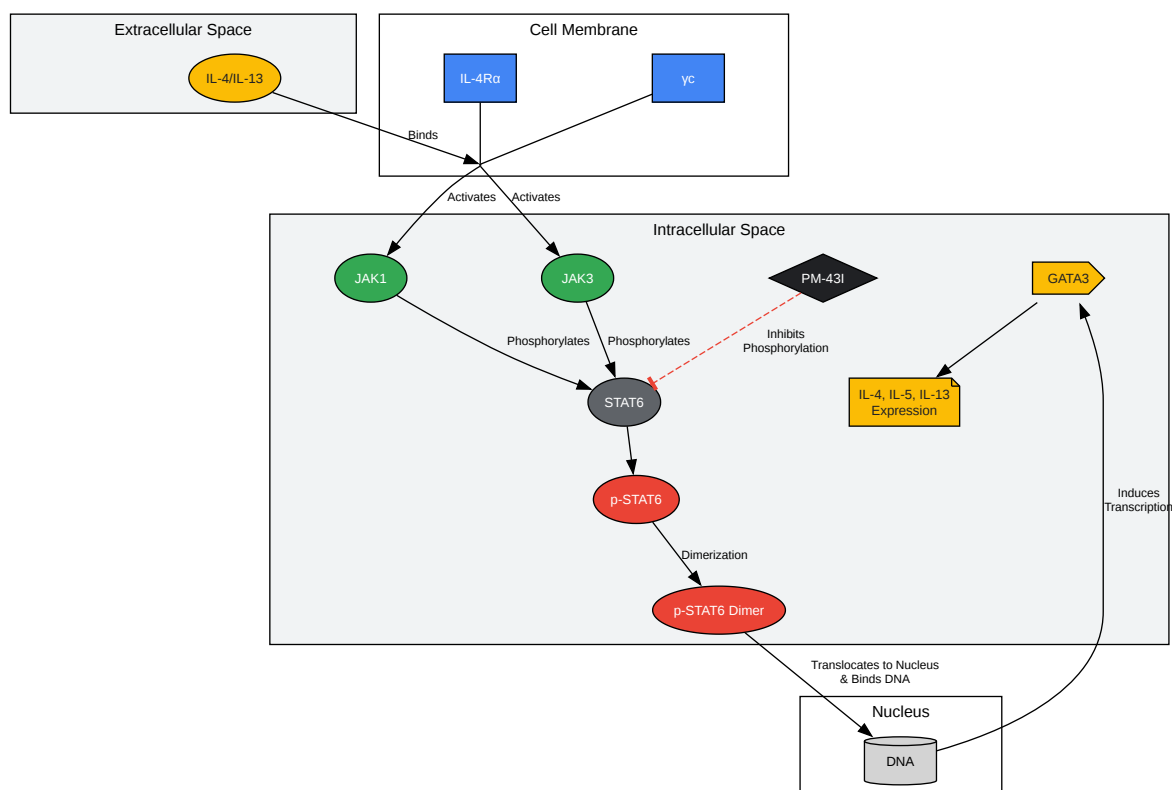 Extracellular Space
Cell Membrane
IL-4/IL-13
IL-4Rα
γc
Binds
Activates
Activates
Intracellular Space
JAK1
JAK3
PM-43I
GATA3
Phosphorylates
Phosphorylates
Inhibits
Phosphorylation
STAT6
IL-4, IL-5, IL-13
Expression
p-STAT6
Induces
Transcription
Dimerization
p-STAT6 Dimer
Translocates to Nucleus
& Binds DNA
Nucleus
DNA